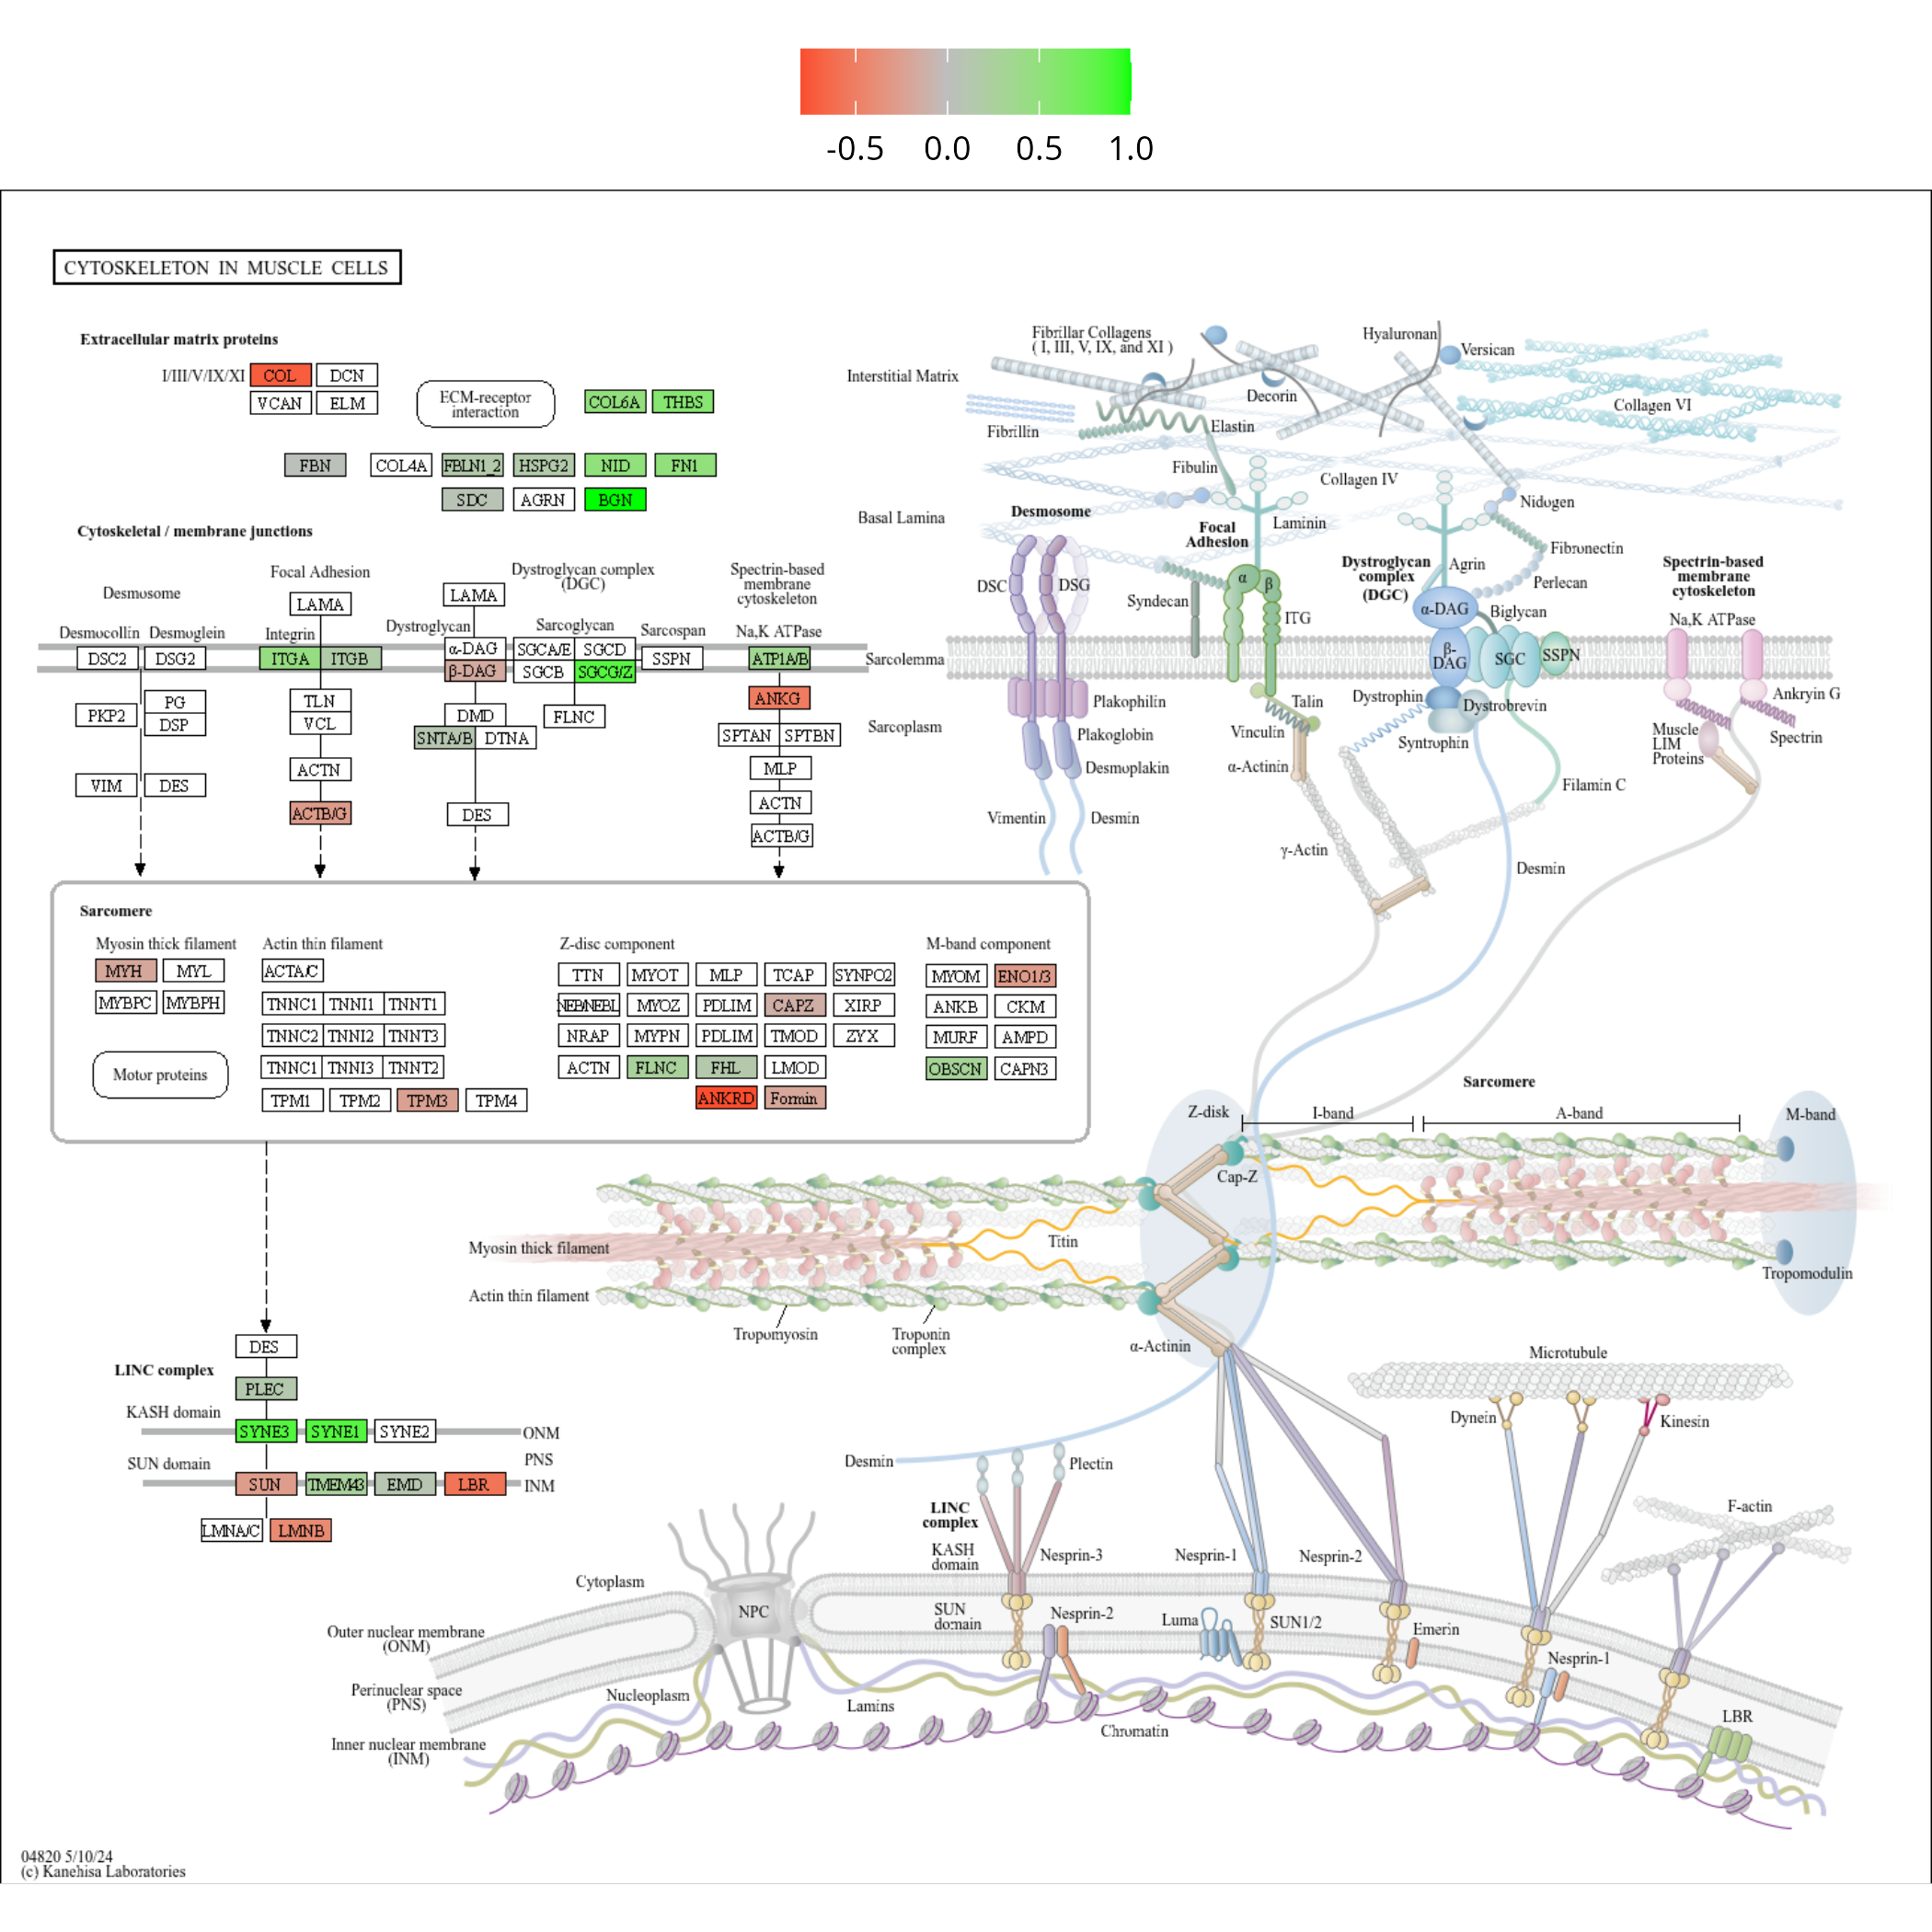 -0.5 0.0 0.5 1.0
CYTOSKELETON IN MUSCLE CELLS
Extracellular matrix proteins
I/III/V/IX/XI COL DCN
VCAN ELM
ECM-receptor
interaction
COL6A THBS
FBN COL4A FBLN1_2 HSPG2 NID FN1
SDC AGRN BGN
Cytoskeletal / membrane junctions
Desmosome
Desmocollin Desmoglein
DSC2 DSG2
PKP2 PG
DSP
VIM DES
Focal Adhesion
LAMA
Integrin
ITGA ITGB
TLN
VCL
ACTN
ACTB/G
Dystroglycan complex
(DGC)
LAMA
Dystroglycan Sarcoglycan Sarcospan
α-DAG SGCA/E SGCD SSPN
β-DAG SGCB SGCG/Z
DMD FLNC
SNTA/B DTNA
DES
Spectrin-based
membrane
cytoskeleton
Na,K ATPase
ATP1A/B
ANKG
SPTAN SPTBN
MLP
ACTN
ACTB/G
Sarcomere
Myosin thick filament
MYH MYL
MYBPC MYBPH
Motor proteins
Actin thin filament
ACTA/C
TNNC1 TNNI1 TNNT1
TNNC2 TNNI2 TNNT3
TNNC1 TNNI3 TNNT2
TPM1 TPM2 TPM3 TPM4
Z-disc component
TTN MYOT MLP TCAP SYNPO2
NEB/NEBL MYOZ PDLIM CAPZ XIRP
NRAP MYPN PDLIM TMOD ZYX
ACTN FLNC FHL LMOD
ANKRD Formin
M-band component
MYOM ENO1/3
ANKB CKM
MURF AMPD
OBSCN CAPN3
DES
LINC complex
PLEC
KASH domain
SYNE3 SYNE1 SYNE2 ONM
PNS
SUN domain
SUN TMEM43 EMD LBR INM
LMNA/C LMNB
Fibrillar Collagens
( I, III, V, IX, and XI )
Hyaluronan
Versican
Interstitial Matrix
Decorin
Collagen VI
Fibrillin
Elastin
Fibulin
Collagen IV
Nidogen
Basal Lamina
Desmosome
Focal
Adhesion
Laminin
Fibronectin
Dystroglycan
complex
(DGC)
Agrin
Perlecan
Spectrin-based
membrane
cytoskeleton
DSC DSG
Syndecan
α β
ITG
α-DAG
Biglycan
Na,K ATPase
Sarcolemma
β-
DAG
SGC
SSPN
Plakophilin
Talin
Dystrophin
Dystrobrevin
Ankryin G
Sarcoplasm
Plakoglobin
Vinculin
Syntrophin
Muscle
LIM
Proteins
Spectrin
Desmoplakin
α-Actinin
Filamin C
Vimentin Desmin
γ-Actin
Desmin
Sarcomere
Z-disk I-band A-band M-band
Cap-Z
Titin
Myosin thick filament
Actin thin filament
Tropomyosin
Troponin
complex
α-Actinin
Tropomodulin
Microtubule
Dynein
Kinesin
Desmin
Plectin
F-actin
LINC
complex
KASH
domain
Nesprin-3 Nesprin-1 Nesprin-2
Cytoplasm
NPC
SUN
domain
Nesprin-2
Luma
SUN1/2
Emerin
Nesprin-1
Outer nuclear membrane
(ONM)
Perinuclear space
(PNS)
Nucleoplasm
Lamins
Chromatin
LBR
Inner nuclear membrane
(INM)
04820 5/10/24
(c) Kanehisa Laboratories